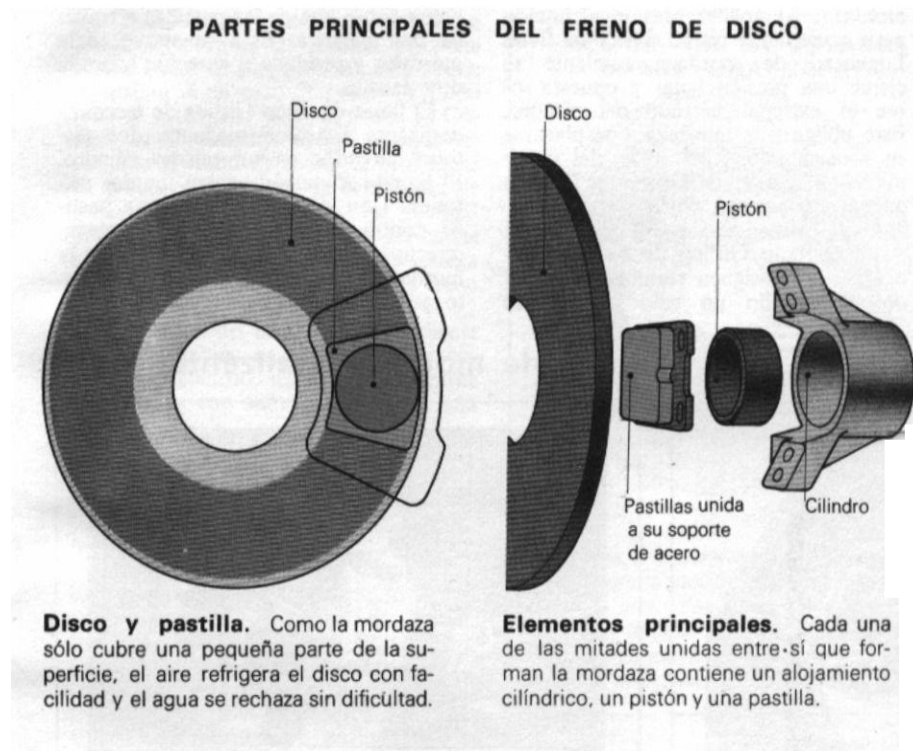 PARTES PRINCIPALES DEL FRENO DE DISCO
Disco
Pastilla
Pistón
Disco
Pistón
Pastillas unida
a su soporte
de acero
Cilindro
Disco y pastilla. Como la mordaza
sólo cubre una pequeña parte de la su-
perficie, el aire refrigera el disco con fa-
cilidad y el agua se rechaza sin dificultad.
Elementos principales. Cada una
de las mitades unidas entre sí que for-
man la mordaza contiene un alojamiento
cilíndrico, un pistón y una pastilla.